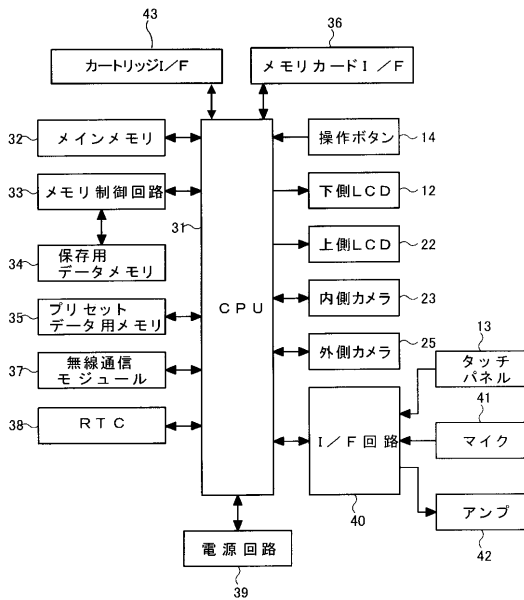 43
36
カートリッジI/F
メモリカードI/F
32
メインメモリ
操作ボタン
14
33
メモリ制御回路
31
下側LCD
12
34
保存用
データメモリ
上側LCD
22
CPU
35
プリセット
データ用メモリ
内側カメラ
23
37
無線通信
モジュール
外側カメラ
25
13
タッチ
パネル
38
RTC
I/F回路
40
41
マイク
アンプ
42
電源回路
39